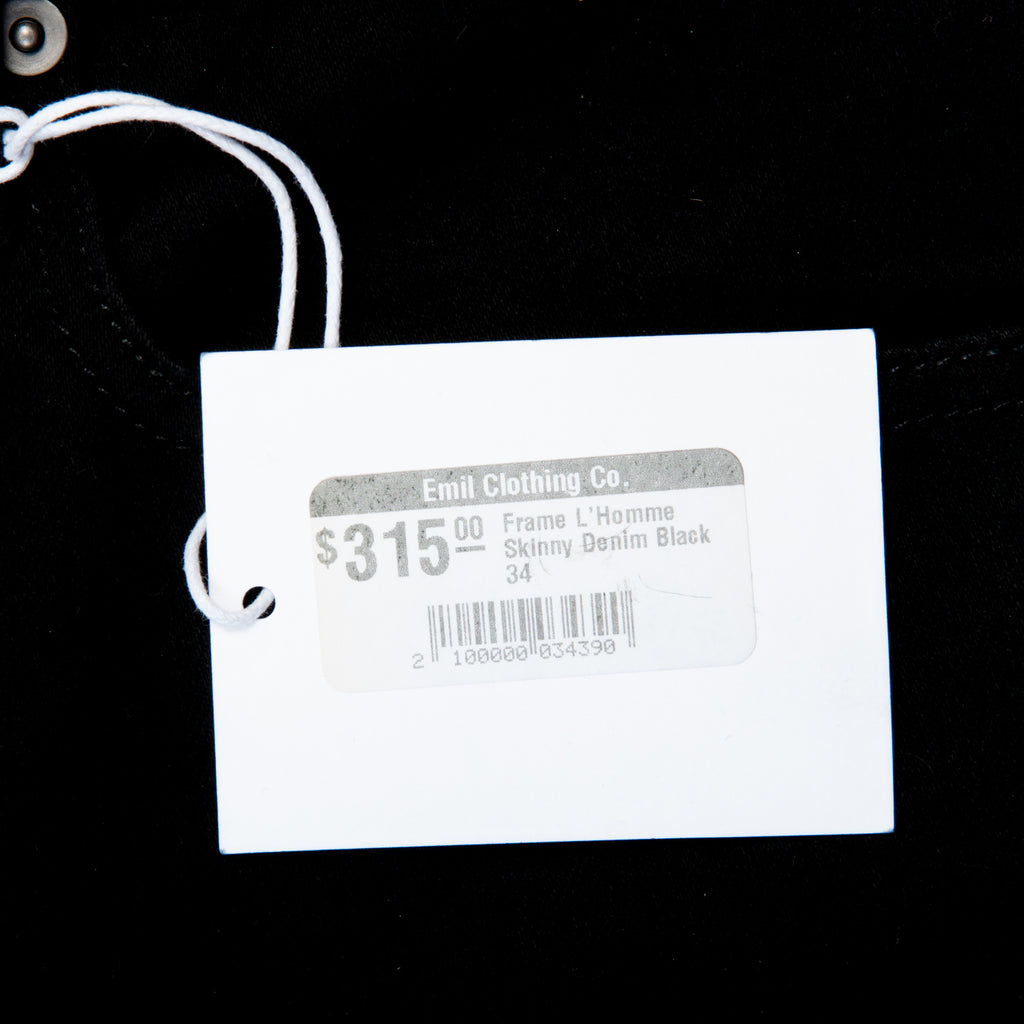 Emil Clothing Co.
$315.00
Frame L'Homme
Skinny Denim Black
34
2 100000 034390